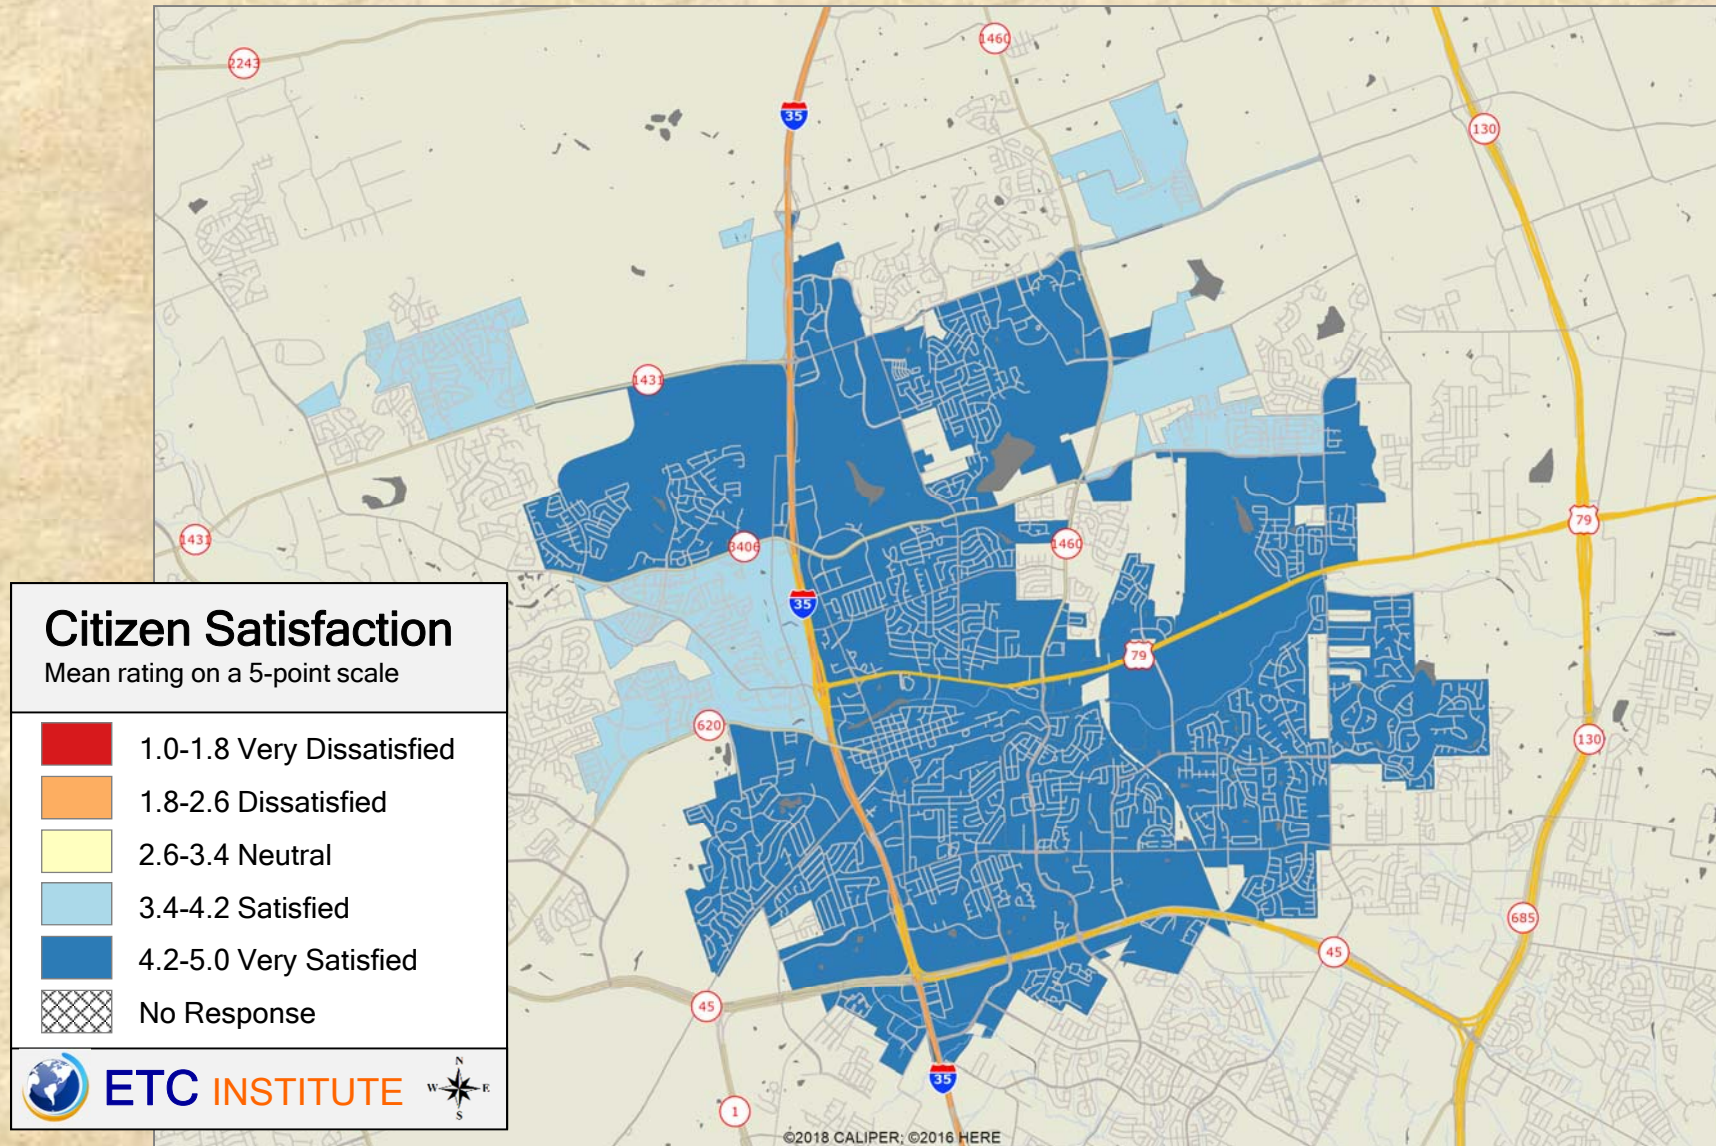 2243
1460
35
130
1431
79
1431
3406
1460
35
79
620
130
685
45
45
35
1
Citizen Satisfaction
Mean rating on a 5-point scale
1.0-1.8 Very Dissatisfied
1.8-2.6 Dissatisfied
2.6-3.4 Neutral
3.4-4.2 Satisfied
4.2-5.0 Very Satisfied
No Response
ETC INSTITUTE
N
W E
S
©2018 CALIPER; ©2016 HERE